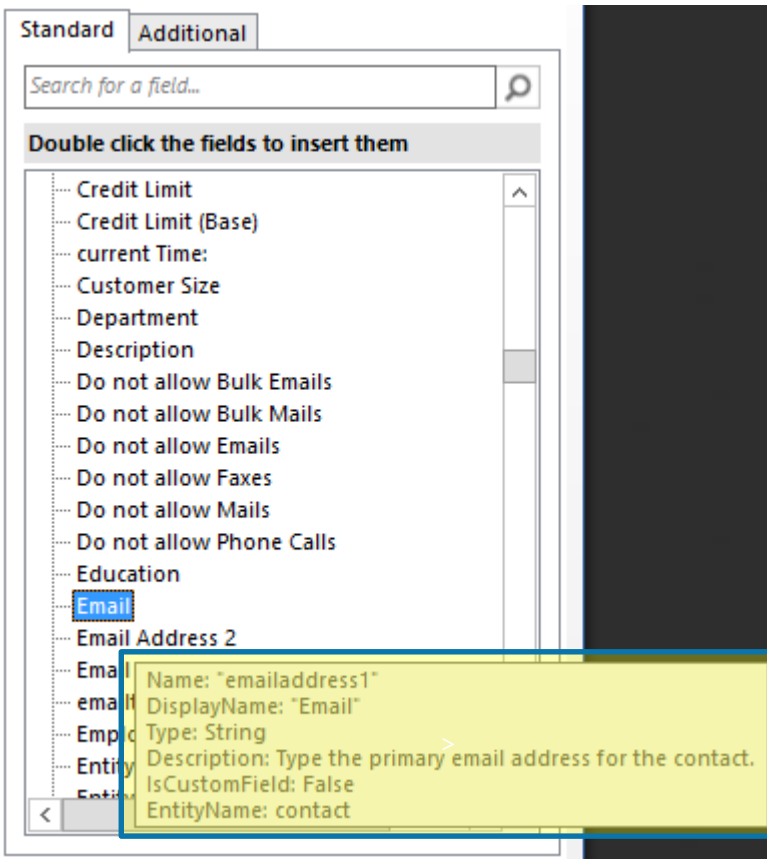 Standard
Additional
Search for a field...
Double click the fields to insert them
Credit Limit
Credit Limit (Base)
current Time:
Customer Size
Department
Description
Do not allow Bulk Emails
Do not allow Bulk Mails
Do not allow Emails
Do not allow Faxes
Do not allow Mails
Do not allow Phone Calls
Education
Email
Email Address 2
Email
Name: "emailaddress1"
DisplayName: "Email"
Type: String
Description: Type the primary email address for the contact.
IsCustomField: False
EntityName: contact